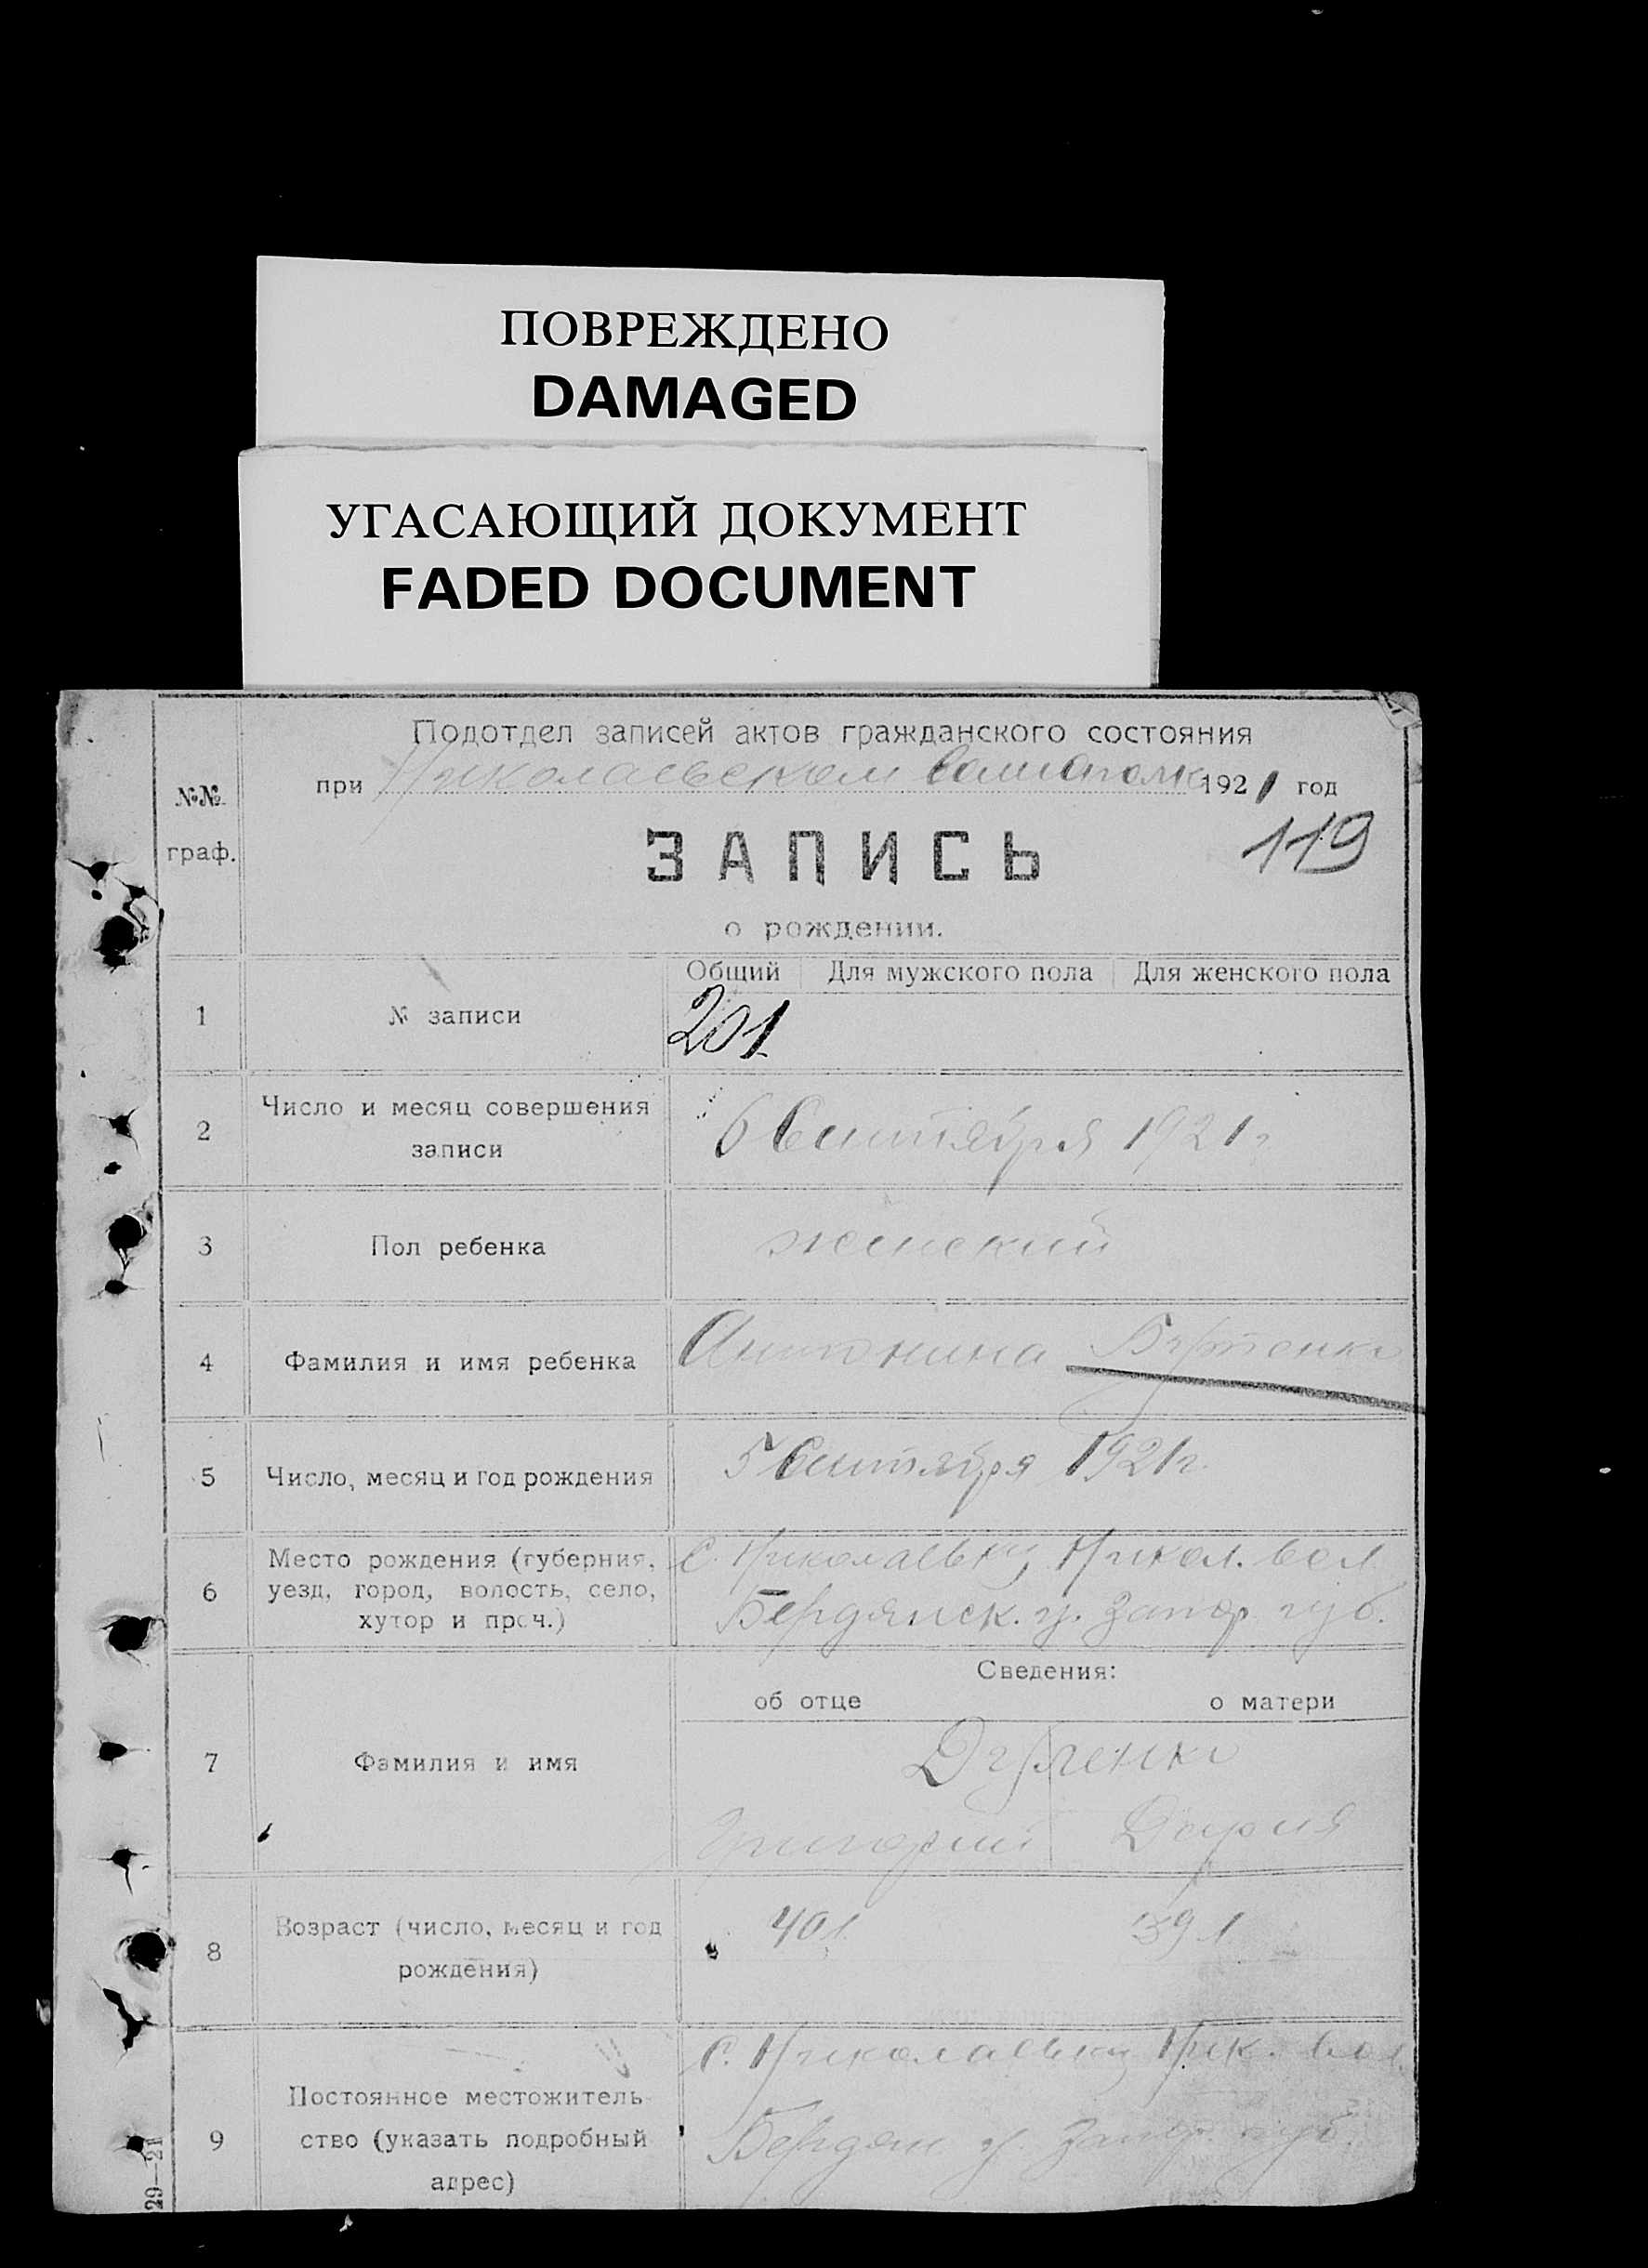 ПОВРЕЖДЕНО
DAMAGED
УГАСАЮЩИЙ ДОКУМЕНТ
FADED DOCUMENT
Подотдел записей актов гражданского состояния
при Николаевском 1921 год
№№ граф.
119
ЗАПИСЬ
о рождении.
Общий Для мужского пола Для женского пола
1 № записи 201
2 Число и месяц совершения записи 6 Сентября 1921 г
3 Пол ребенка женский
4 Фамилия и имя ребенка Антонина
5 Число, месяц и год рождения 5 Сентября 1921 г.
6 Место рождения (губерния, уезд, город, волость, село, хутор и проч.) С. Николаевку Никол. вол
Бердянск. у. Запор губ.
Сведения:
об отце о матери
7 Фамилия и имя
Григорий Дария
8 Возраст (число, месяц и год рождения) 40 л 39 л
9 Постоянное местожительство (указать подробный адрес) С. Николаевку Ник. вол.
Бердян у Запор. губ.
29—21